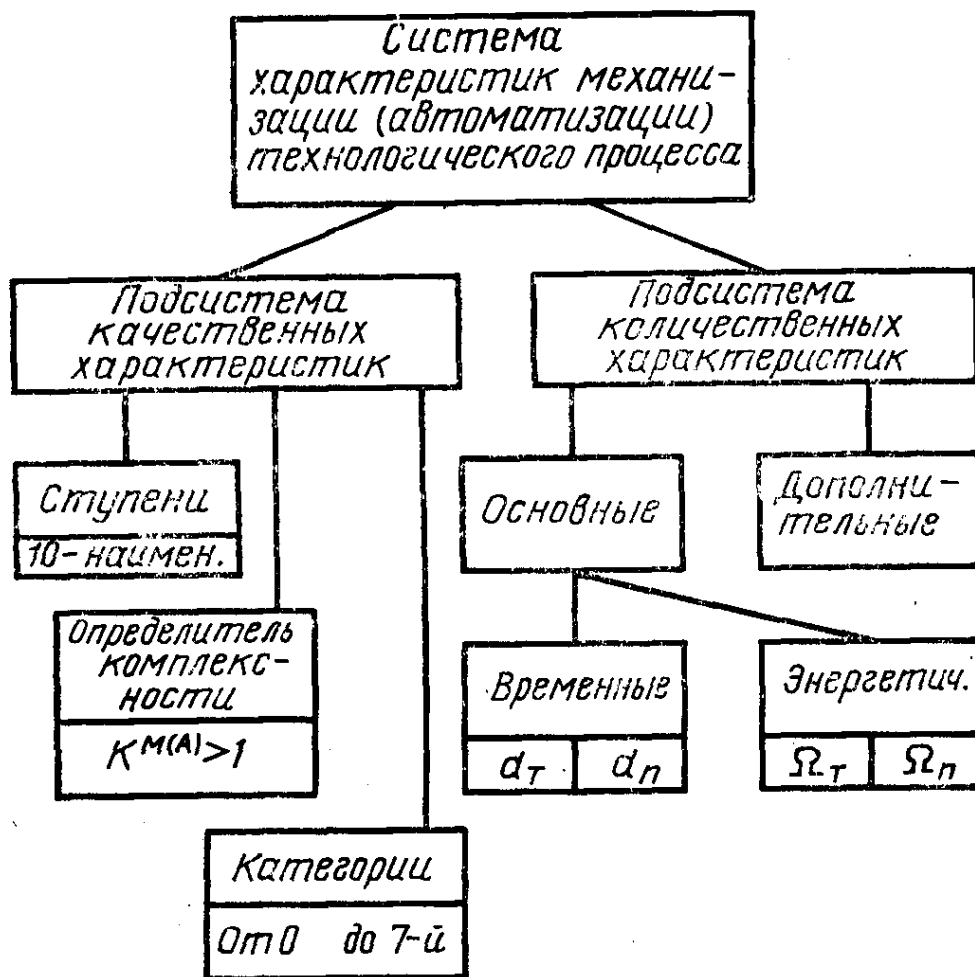 Система
характеристик механи-
зации (автоматизации)
технологического процесса
Подсистема
качественных
характеристик
Подсистема
количественных
характеристик
Ступени
10-наимен.
Основные
Дополни-
тельные
Определитель
комплекс-
ности
K^M(A)>1
Временные
d_T d_п
Энергетич.
Ω_T Ω_п
Категории
От 0 до 7-й